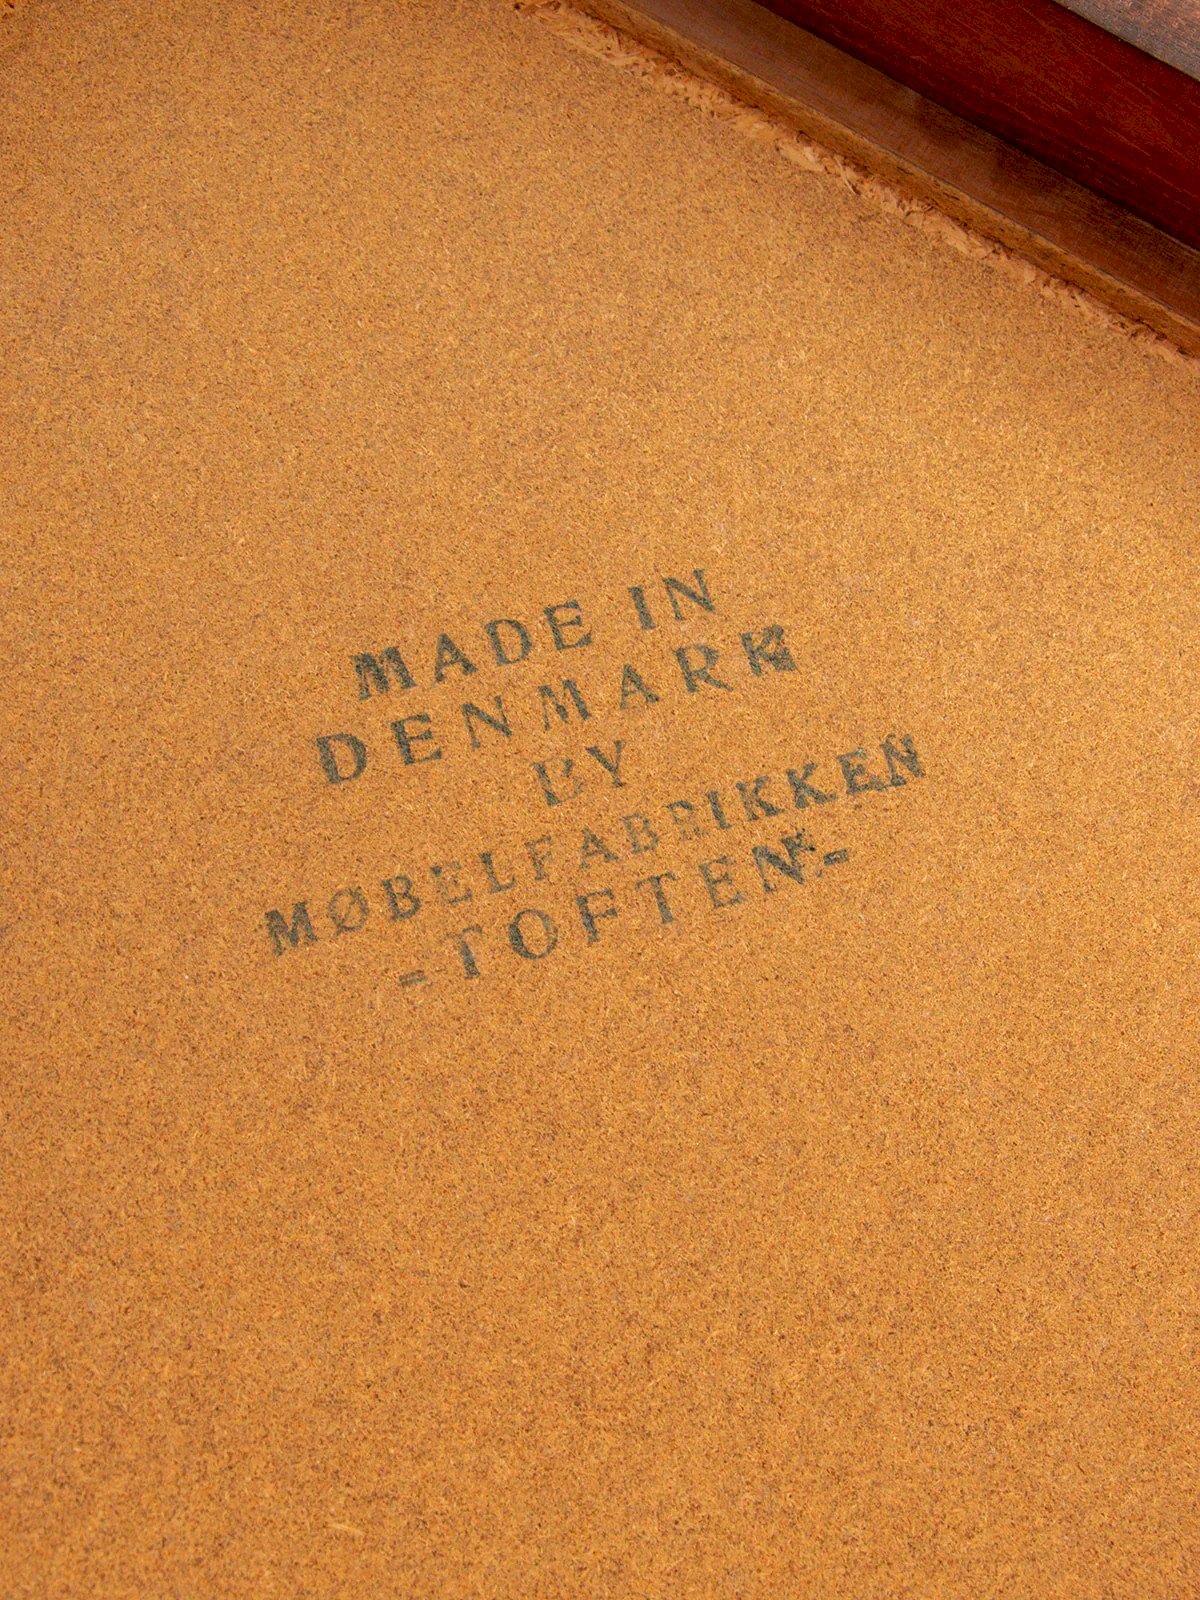 MADE IN
DENMARK
BY
MØBELFABRIKKEN
-TOFTEN-